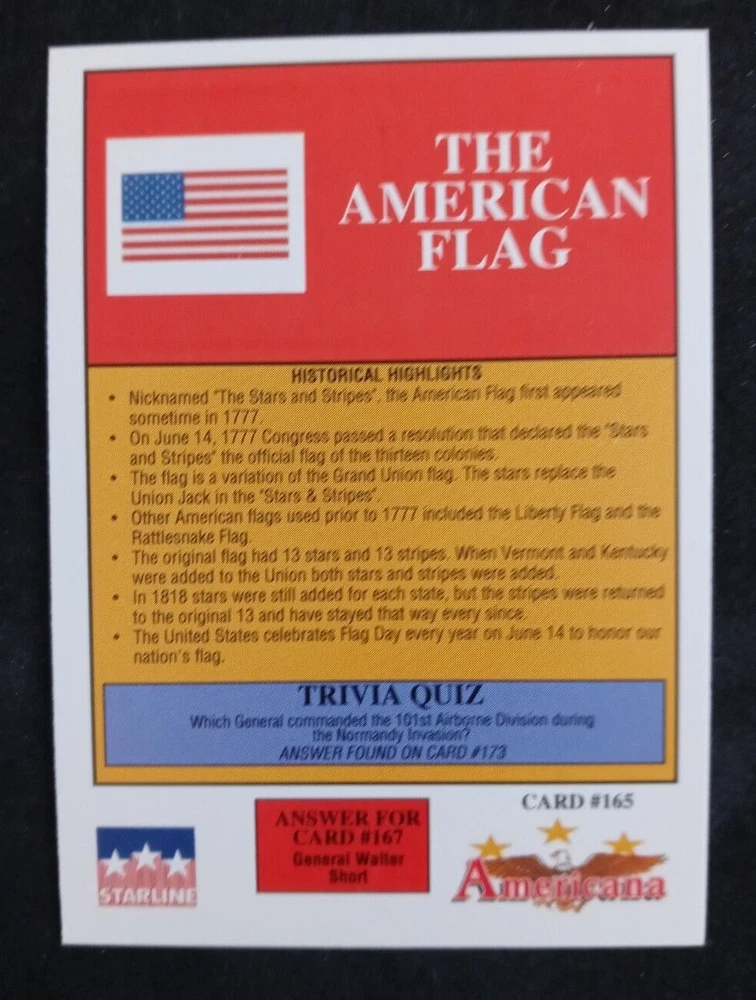 THE
AMERICAN
FLAG
HISTORICAL HIGHLIGHTS
• Nicknamed "The Stars and Stripes", the American Flag first appeared
sometime in 1777.
• On June 14, 1777 Congress passed a resolution that declared the "Stars
and Stripes" the official flag of the thirteen colonies.
• The flag is a variation of the Grand Union flag. The stars replace the
Union Jack in the "Stars & Stripes".
• Other American flags used prior to 1777 included the Liberty Flag and the
Rattlesnake Flag.
• The original flag had 13 stars and 13 stripes. When Vermont and Kentucky
were added to the Union both stars and stripes were added.
• In 1818 stars were still added for each state, but the stripes were returned
to the original 13 and have stayed that way every since.
• The United States celebrates Flag Day every year on June 14 to honor our
nation's flag.
TRIVIA QUIZ
Which General commanded the 101st Airborne Division during
the Normandy Invasion?
ANSWER FOUND ON CARD #173
STARLINE
ANSWER FOR
CARD #167
General Walter
Short
CARD #165
Americana